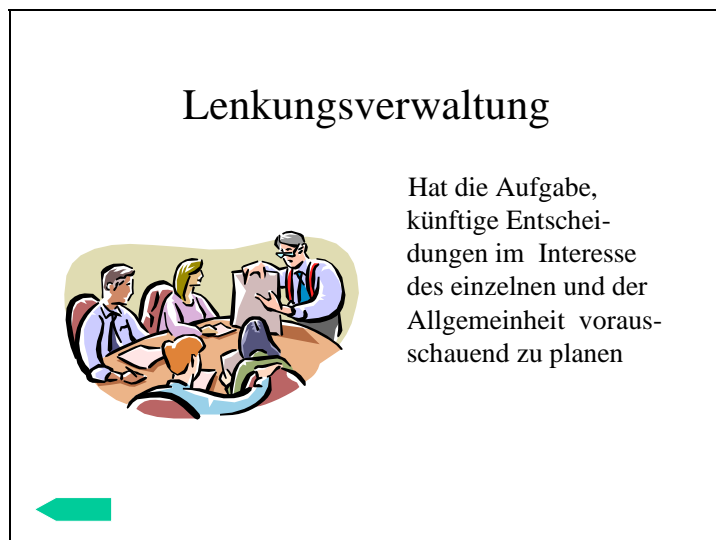 Lenkungsverwaltung
Hat die Aufgabe,
künftige Entschei-
dungen im Interesse
des einzelnen und der
Allgemeinheit voraus-
schauend zu planen